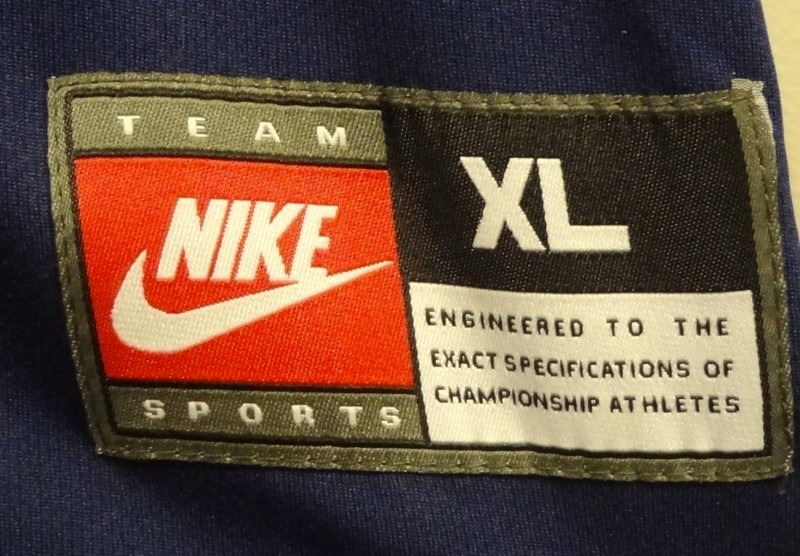 TEAM
NIKE
SPORTS
XL
ENGINEERED TO THE
EXACT SPECIFICATIONS OF
CHAMPIONSHIP ATHLETES